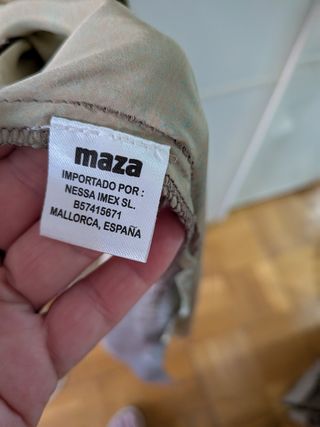 maza
IMPORTADO POR :
NESSA IMEX SL.
B57415671
MALLORCA, ESPAÑA